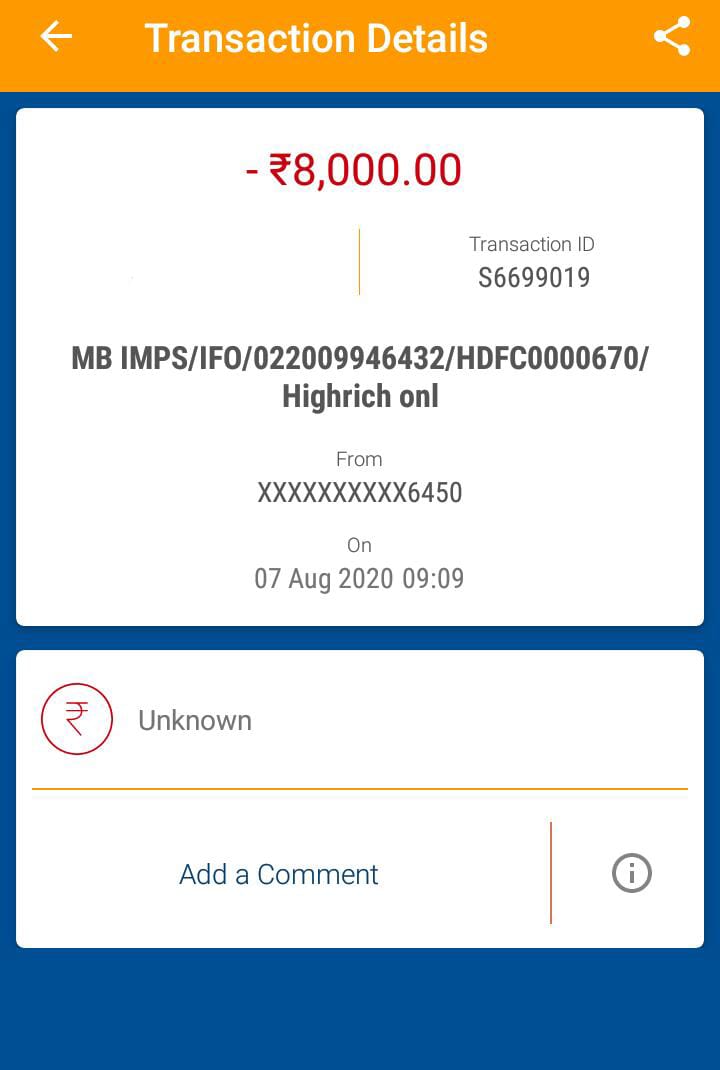 Transaction Details
- ₹8,000.00
Transaction ID
S6699019
MB IMPS/IFO/022009946432/HDFC0000670/
Highrich onl
From
XXXXXXXXXX6450
On
07 Aug 2020 09:09
₹ Unknown
Add a Comment